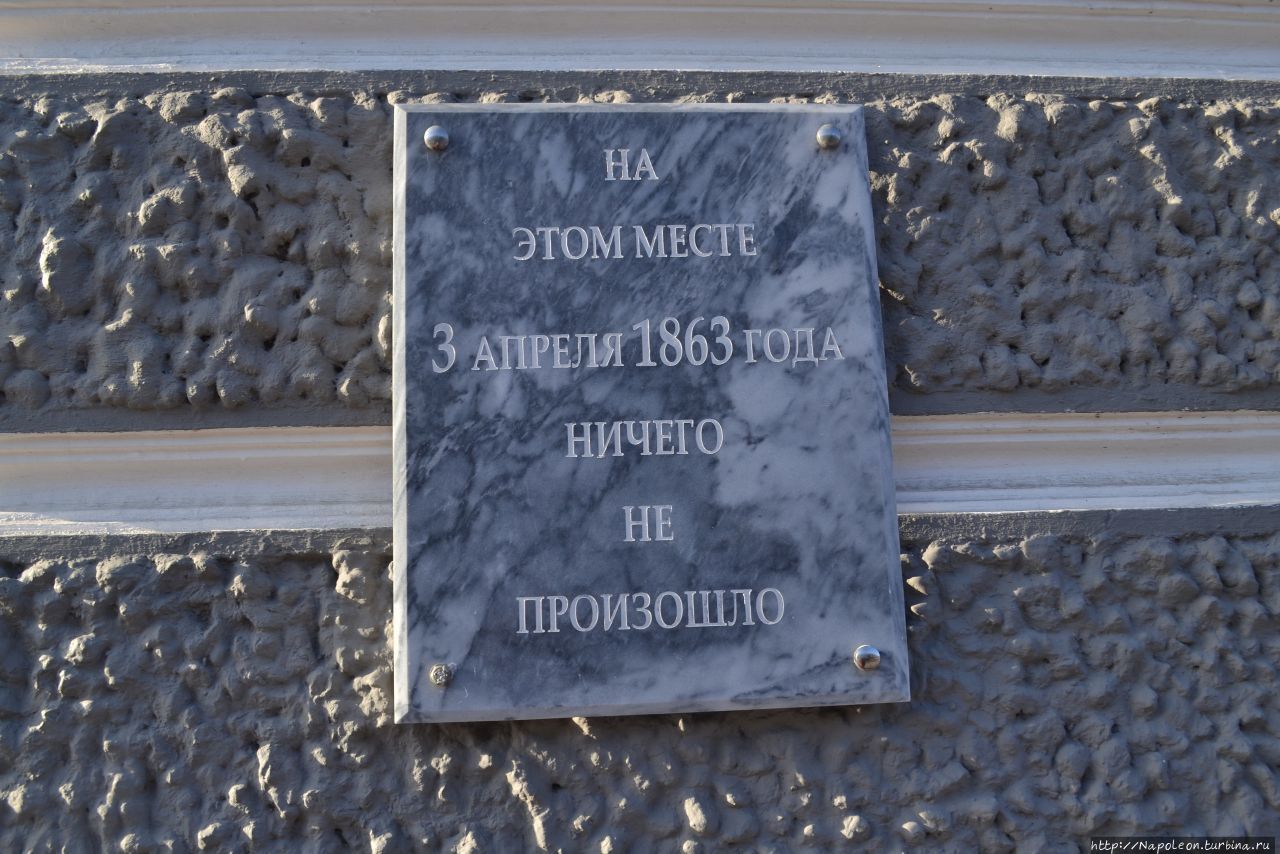 НА
ЭТОМ МЕСТЕ
3 АПРЕЛЯ 1863 ГОДА
НИЧЕГО
НЕ
ПРОИЗОШЛО
http://Napoleon.turbina.ru